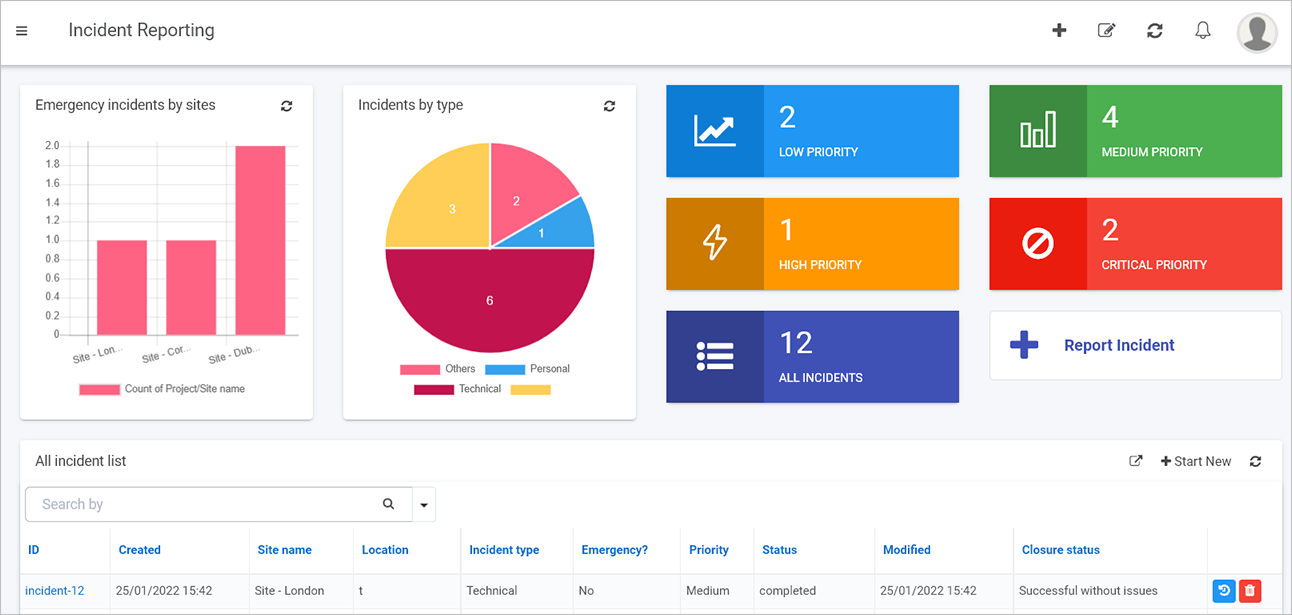 Incident Reporting
Emergency incidents by sites
2.0
1.8
1.6
1.4
1.2
1.0
0.8
0.6
0.4
0.2
0
Site - Lon...
Site - Cor...
Site - Dub...
Count of Project/Site name
Incidents by type
2
1
3
6
Others
Personal
Technical
2
LOW PRIORITY
4
MEDIUM PRIORITY
1
HIGH PRIORITY
2
CRITICAL PRIORITY
12
ALL INCIDENTS
Report Incident
All incident list
Start New
Search by
ID Created Site name Location Incident type Emergency? Priority Status Modified Closure status
incident-12 25/01/2022 15:42 Site - London t Technical No Medium completed 25/01/2022 15:42 Successful without issues